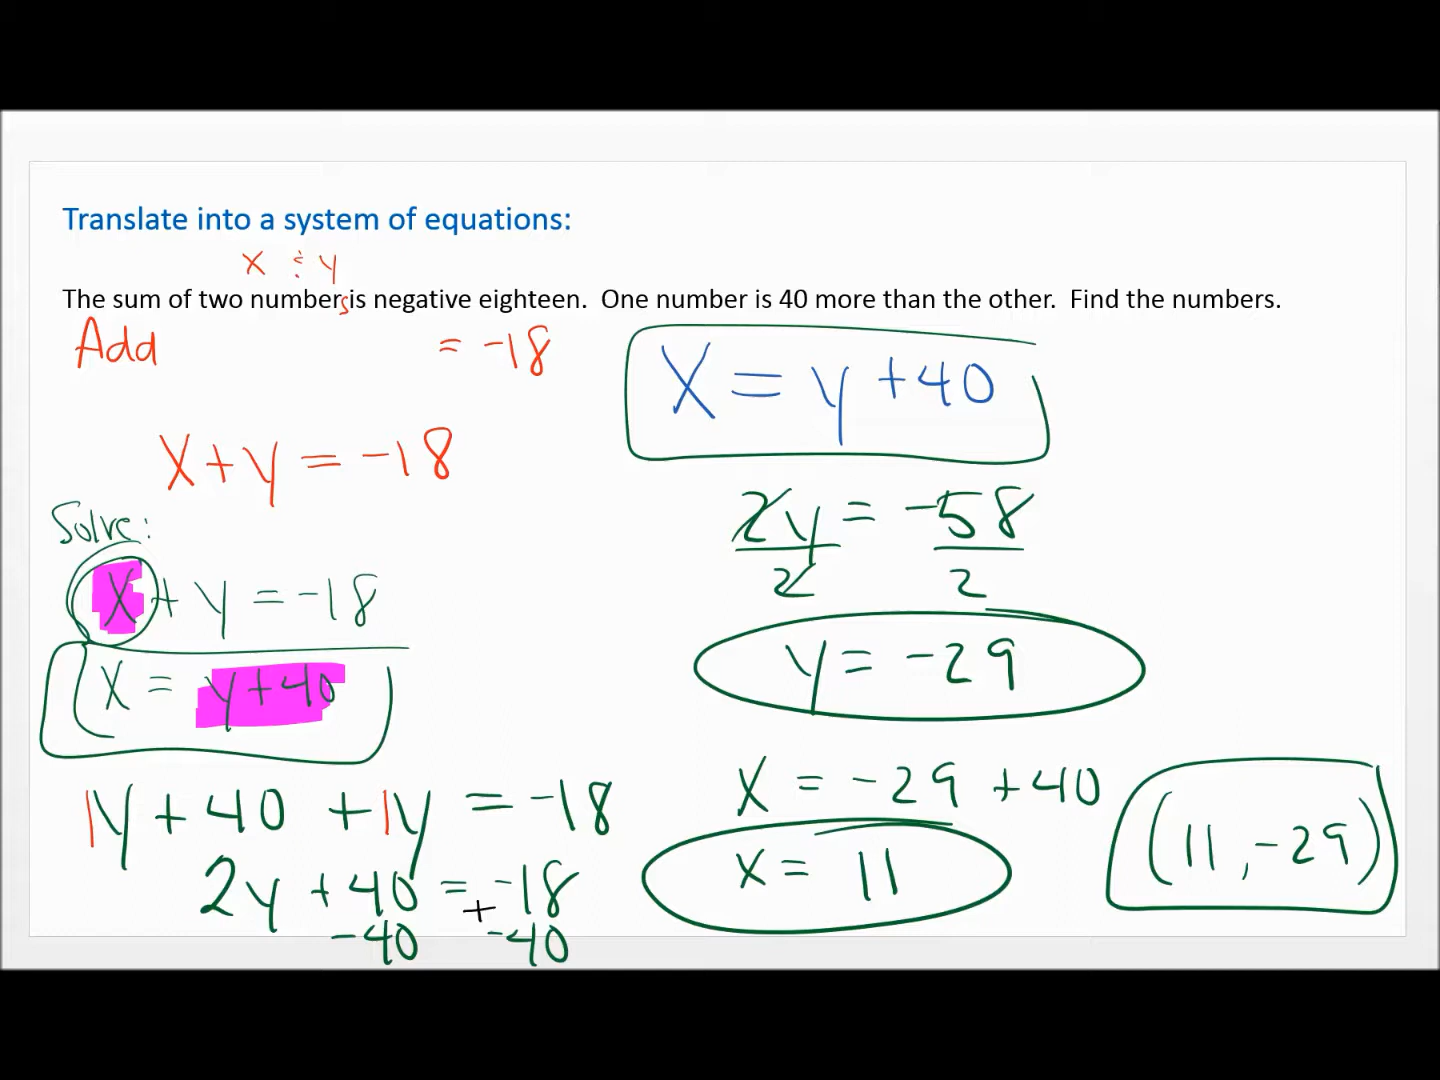 Translate into a system of equations:
x & y
The sum of two numbers is negative eighteen.  One number is 40 more than the other.  Find the numbers.
Add = -18
x + y = -18
Solve:
x + y = -18
x = y + 40
1y + 40 + 1y = -18
2y + 40 = -18
-40 -40
x = y + 40
2y = -58
2 2
y = -29
x = -29 + 40
x = 11
(11, -29)